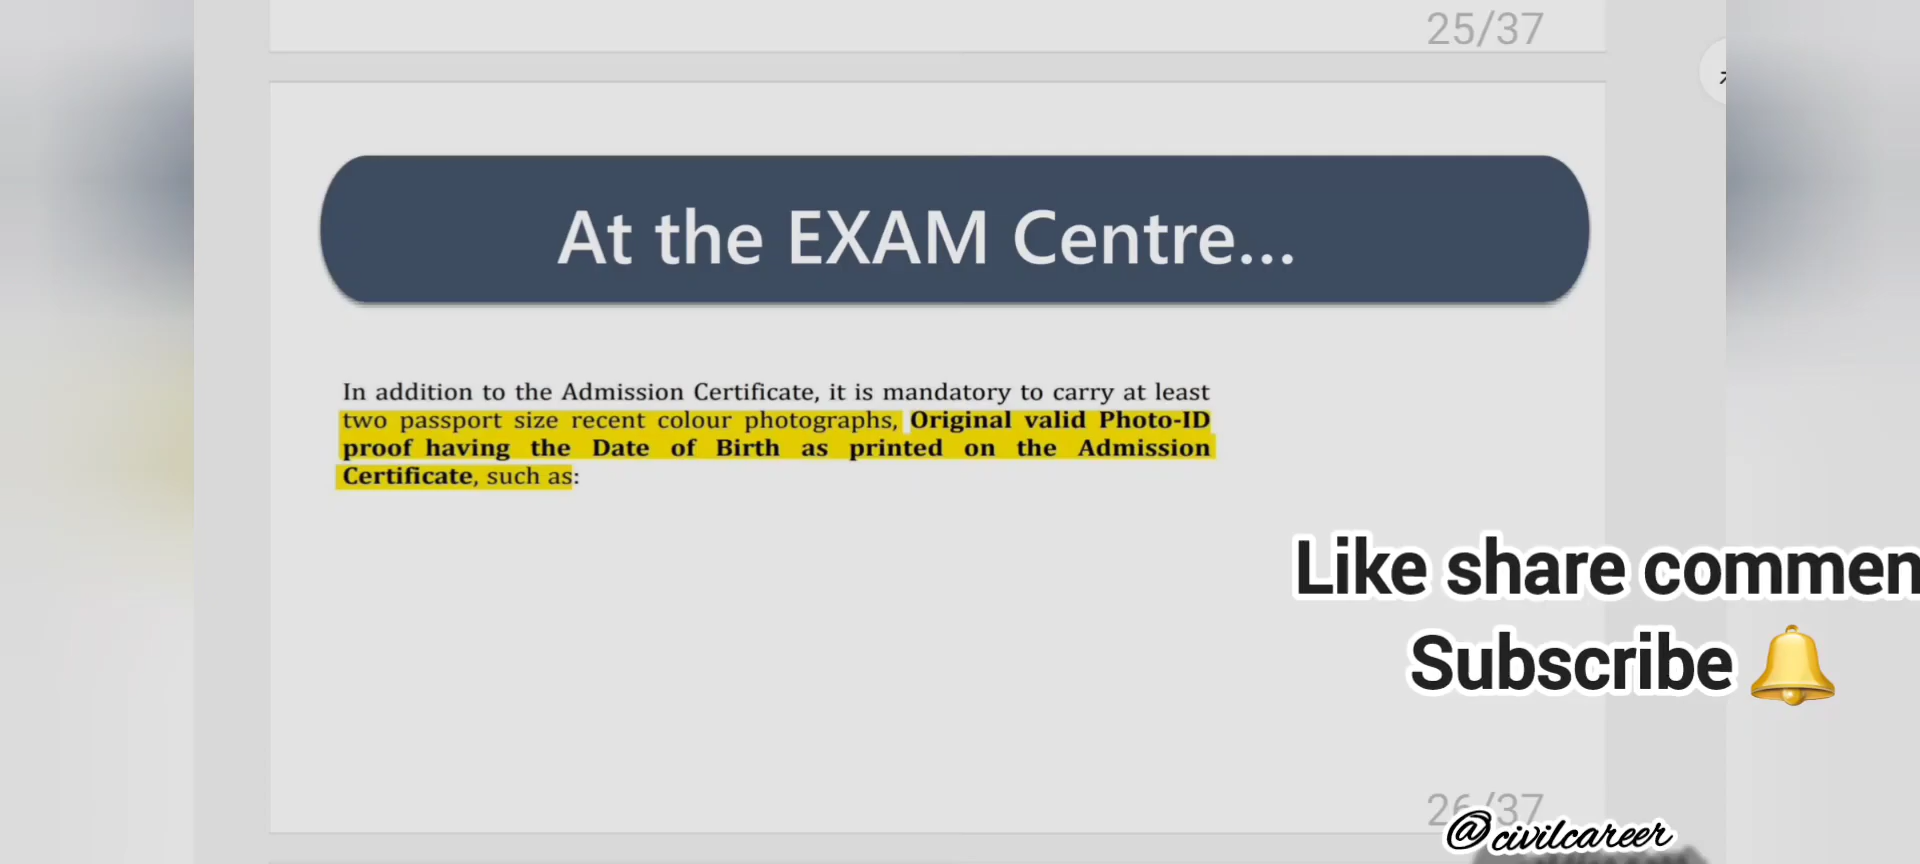 25/37
At the EXAM Centre...
In addition to the Admission Certificate, it is mandatory to carry at least
two passport size recent colour photographs, Original valid Photo-ID
proof having the Date of Birth as printed on the Admission
Certificate, such as:
Like share commen
Subscribe 🔔
26/37
@civilcareer